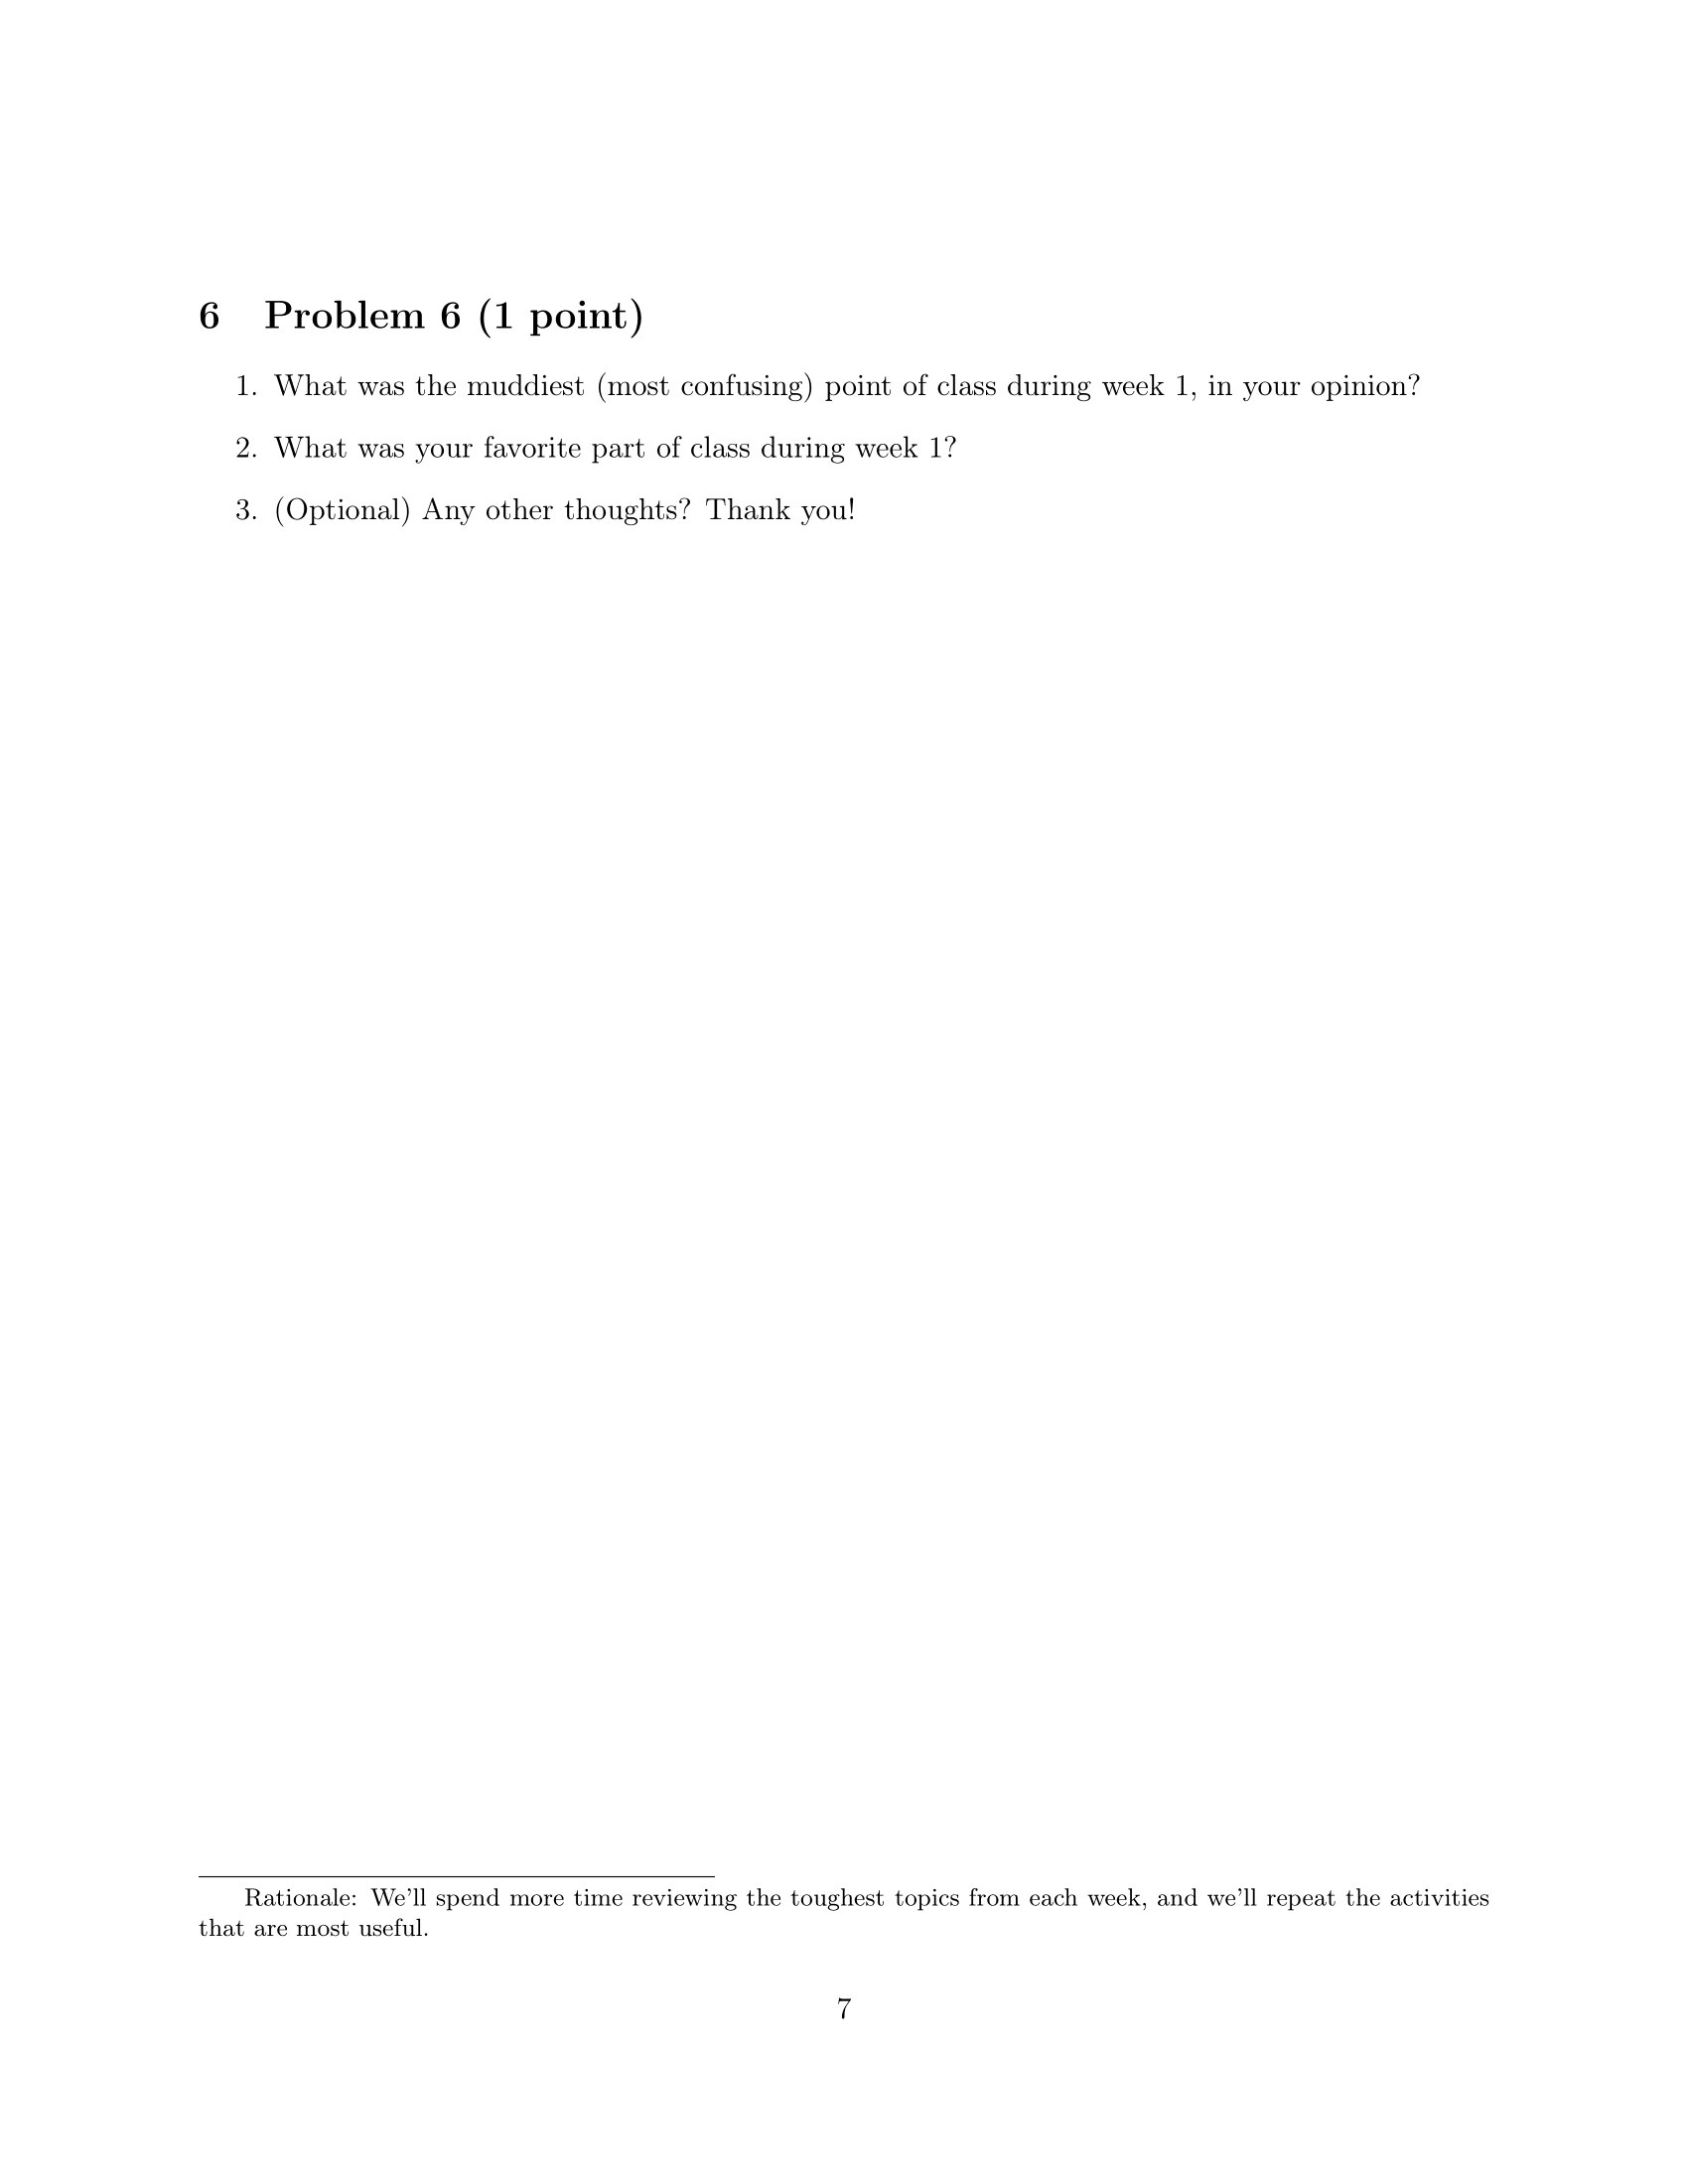 6 Problem 6 (1 point)
1. What was the muddiest (most confusing) point of class during week 1, in your opinion?
2. What was your favorite part of class during week 1?
3. (Optional) Any other thoughts? Thank you!
Rationale: We'll spend more time reviewing the toughest topics from each week, and we'll repeat the activities
that are most useful.
7